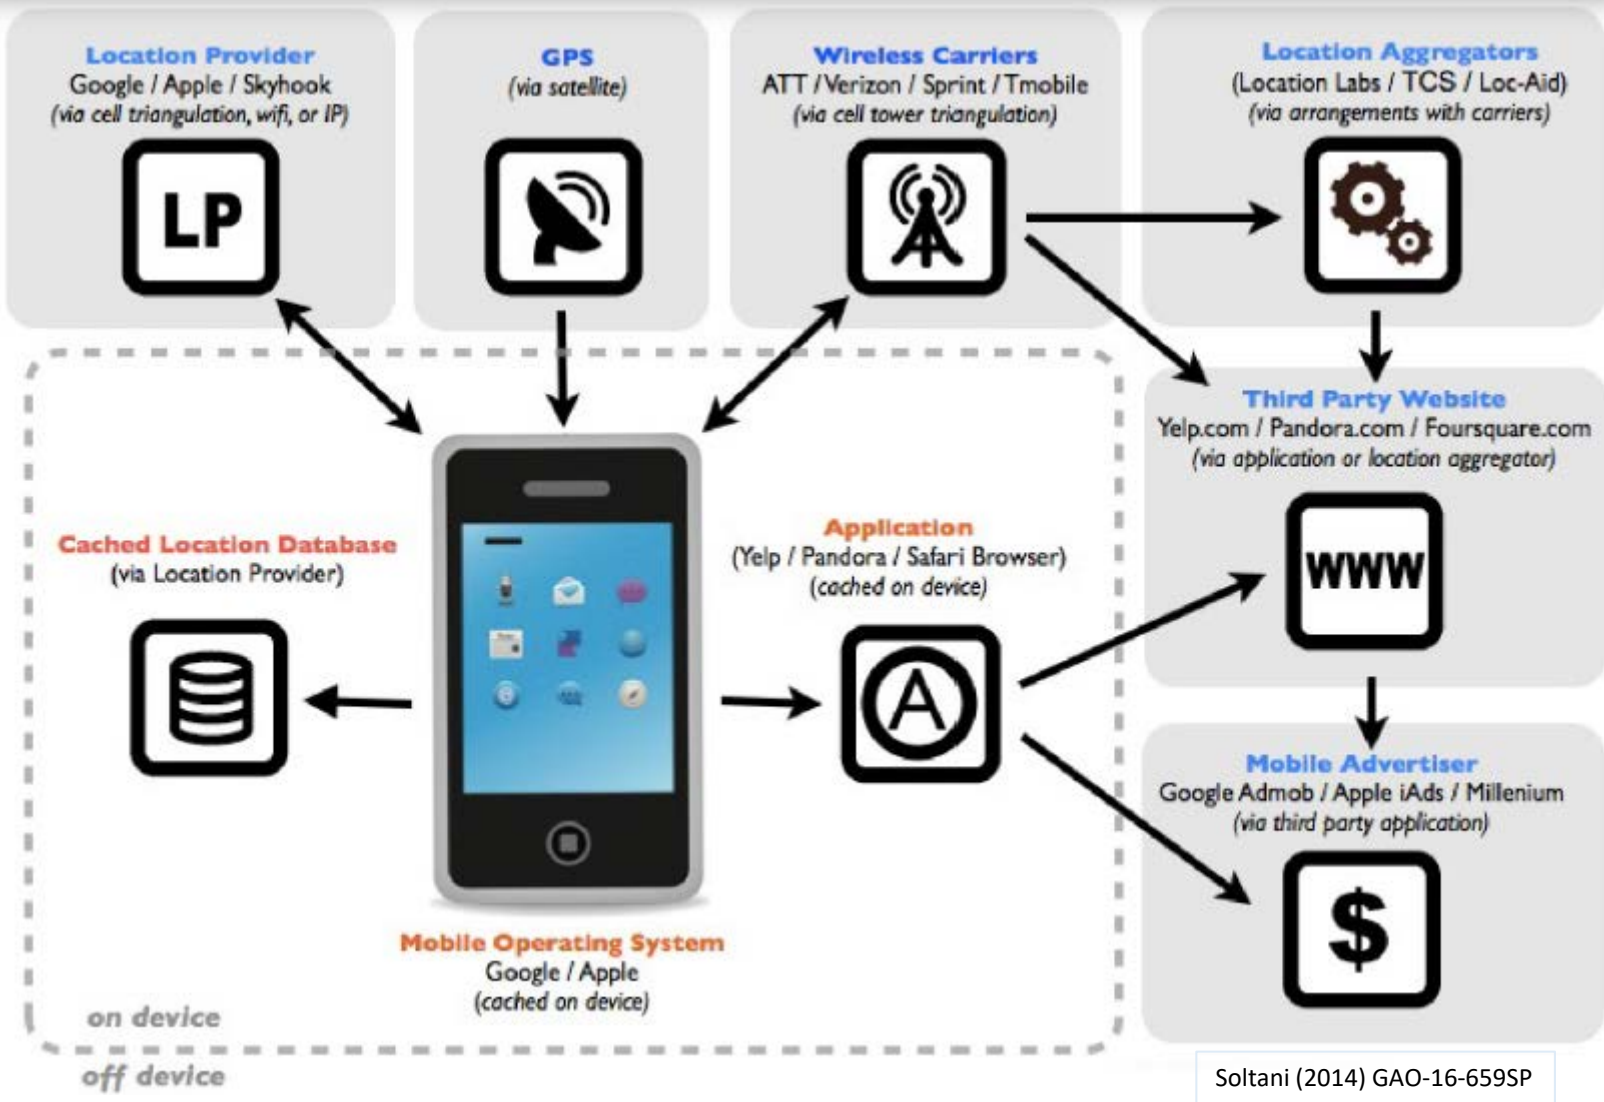 Location Provider
Google / Apple / Skyhook
(via cell triangulation, wifi, or IP)
LP
GPS
(via satellite)
Wireless Carriers
ATT / Verizon / Sprint / Tmobile
(via cell tower triangulation)
Location Aggregators
(Location Labs / TCS / Loc-Aid)
(via arrangements with carriers)
Third Party Website
Yelp.com / Pandora.com / Foursquare.com
(via application or location aggregator)
WWW
Cached Location Database
(via Location Provider)
Application
(Yelp / Pandora / Safari Browser)
(cached on device)
A
Mobile Advertiser
Google Admob / Apple iAds / Millenium
(via third party application)
$
Mobile Operating System
Google / Apple
(cached on device)
on device
off device
Soltani (2014) GAO-16-659SP